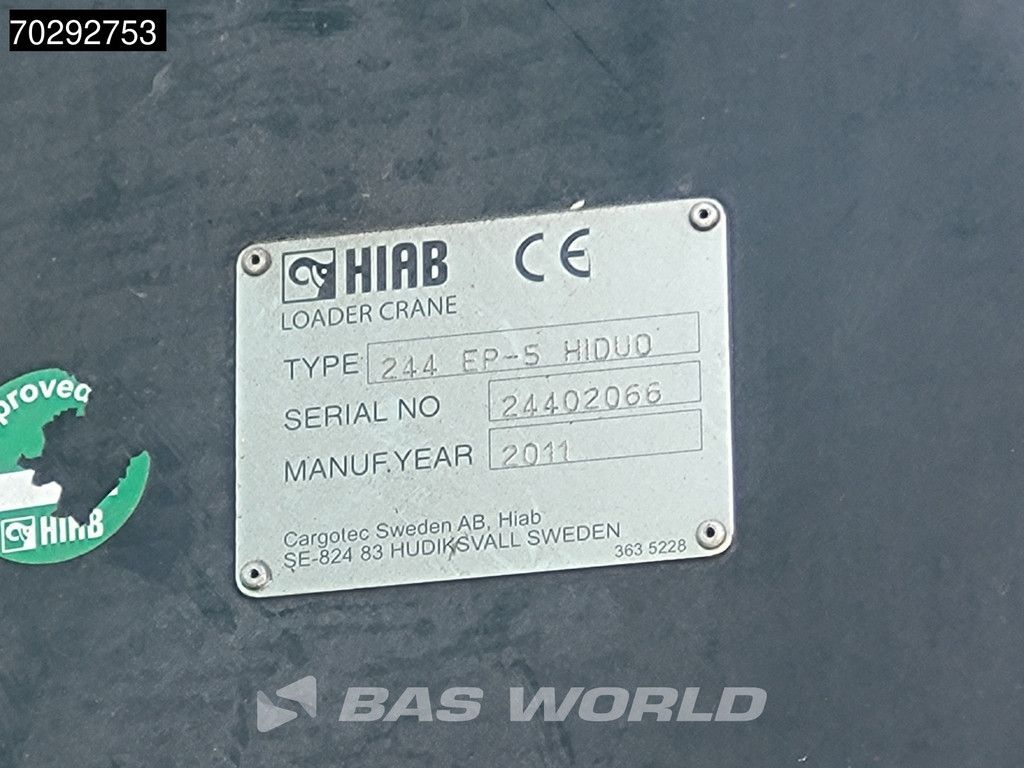 70292753
HIAB CE
LOADER CRANE
TYPE 244 EP-5 HIDUO
SERIAL NO 24402066
MANUF.YEAR 2011
Cargotec Sweden AB, Hiab
SE-824 83 HUDIKSVALL SWEDEN
363 5228
proved
HIAB
BAS WORLD